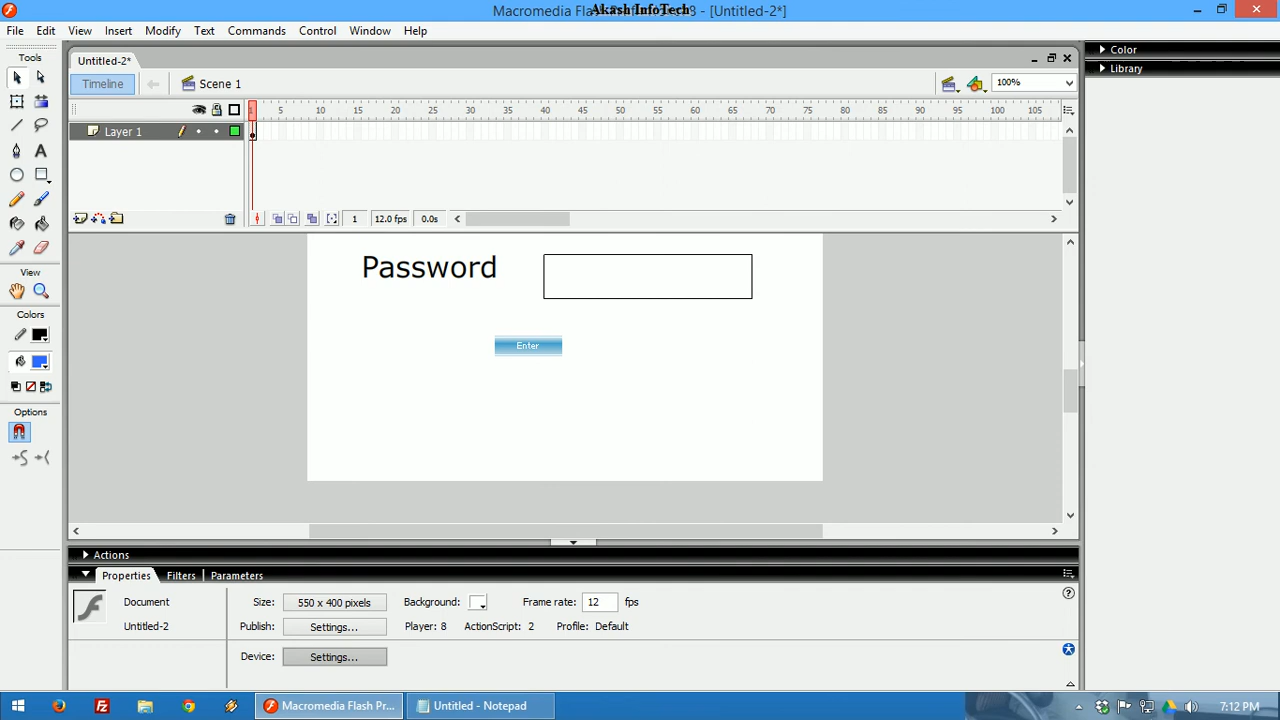 Macromedia Fla 8 - [Untitled-2*]
Akash InfoTech
File Edit View Insert Modify Text Commands Control Window Help
Tools
Untitled-2*
Color
Library
Timeline
Scene 1
100%
5 10 15 20 25 30 35 40 45 50 55 60 65 70 75 80 85 90 95 100 105
Layer 1
1 12.0 fps 0.0s
View
Colors
Options
Password
Enter
Actions
Properties Filters Parameters
Document
Untitled-2
Size: 550 x 400 pixels Background: Frame rate: 12 fps
Publish: Settings... Player: 8 ActionScript: 2 Profile: Default
Device: Settings...
Macromedia Flash Pr... Untitled - Notepad
7:12 PM